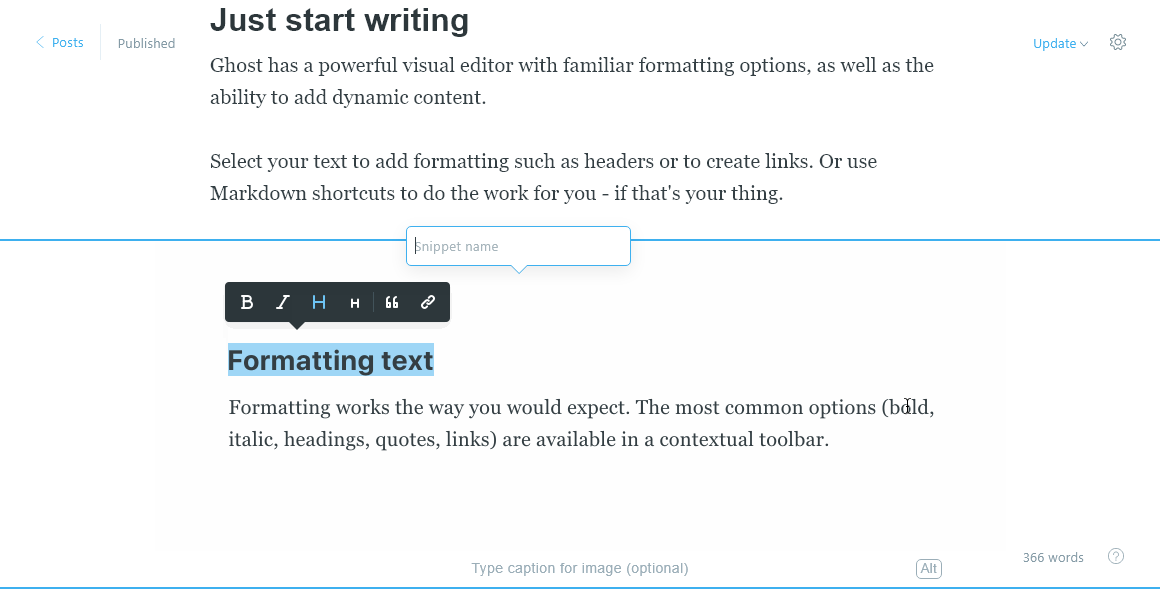 Just start writing
Posts
Published
Update
Ghost has a powerful visual editor with familiar formatting options, as well as the
ability to add dynamic content.
Select your text to add formatting such as headers or to create links. Or use
Markdown shortcuts to do the work for you - if that's your thing.
Snippet name
B I H H
Formatting text
Formatting works the way you would expect. The most common options (bold,
italic, headings, quotes, links) are available in a contextual toolbar.
366 words ?
Type caption for image (optional)
Alt